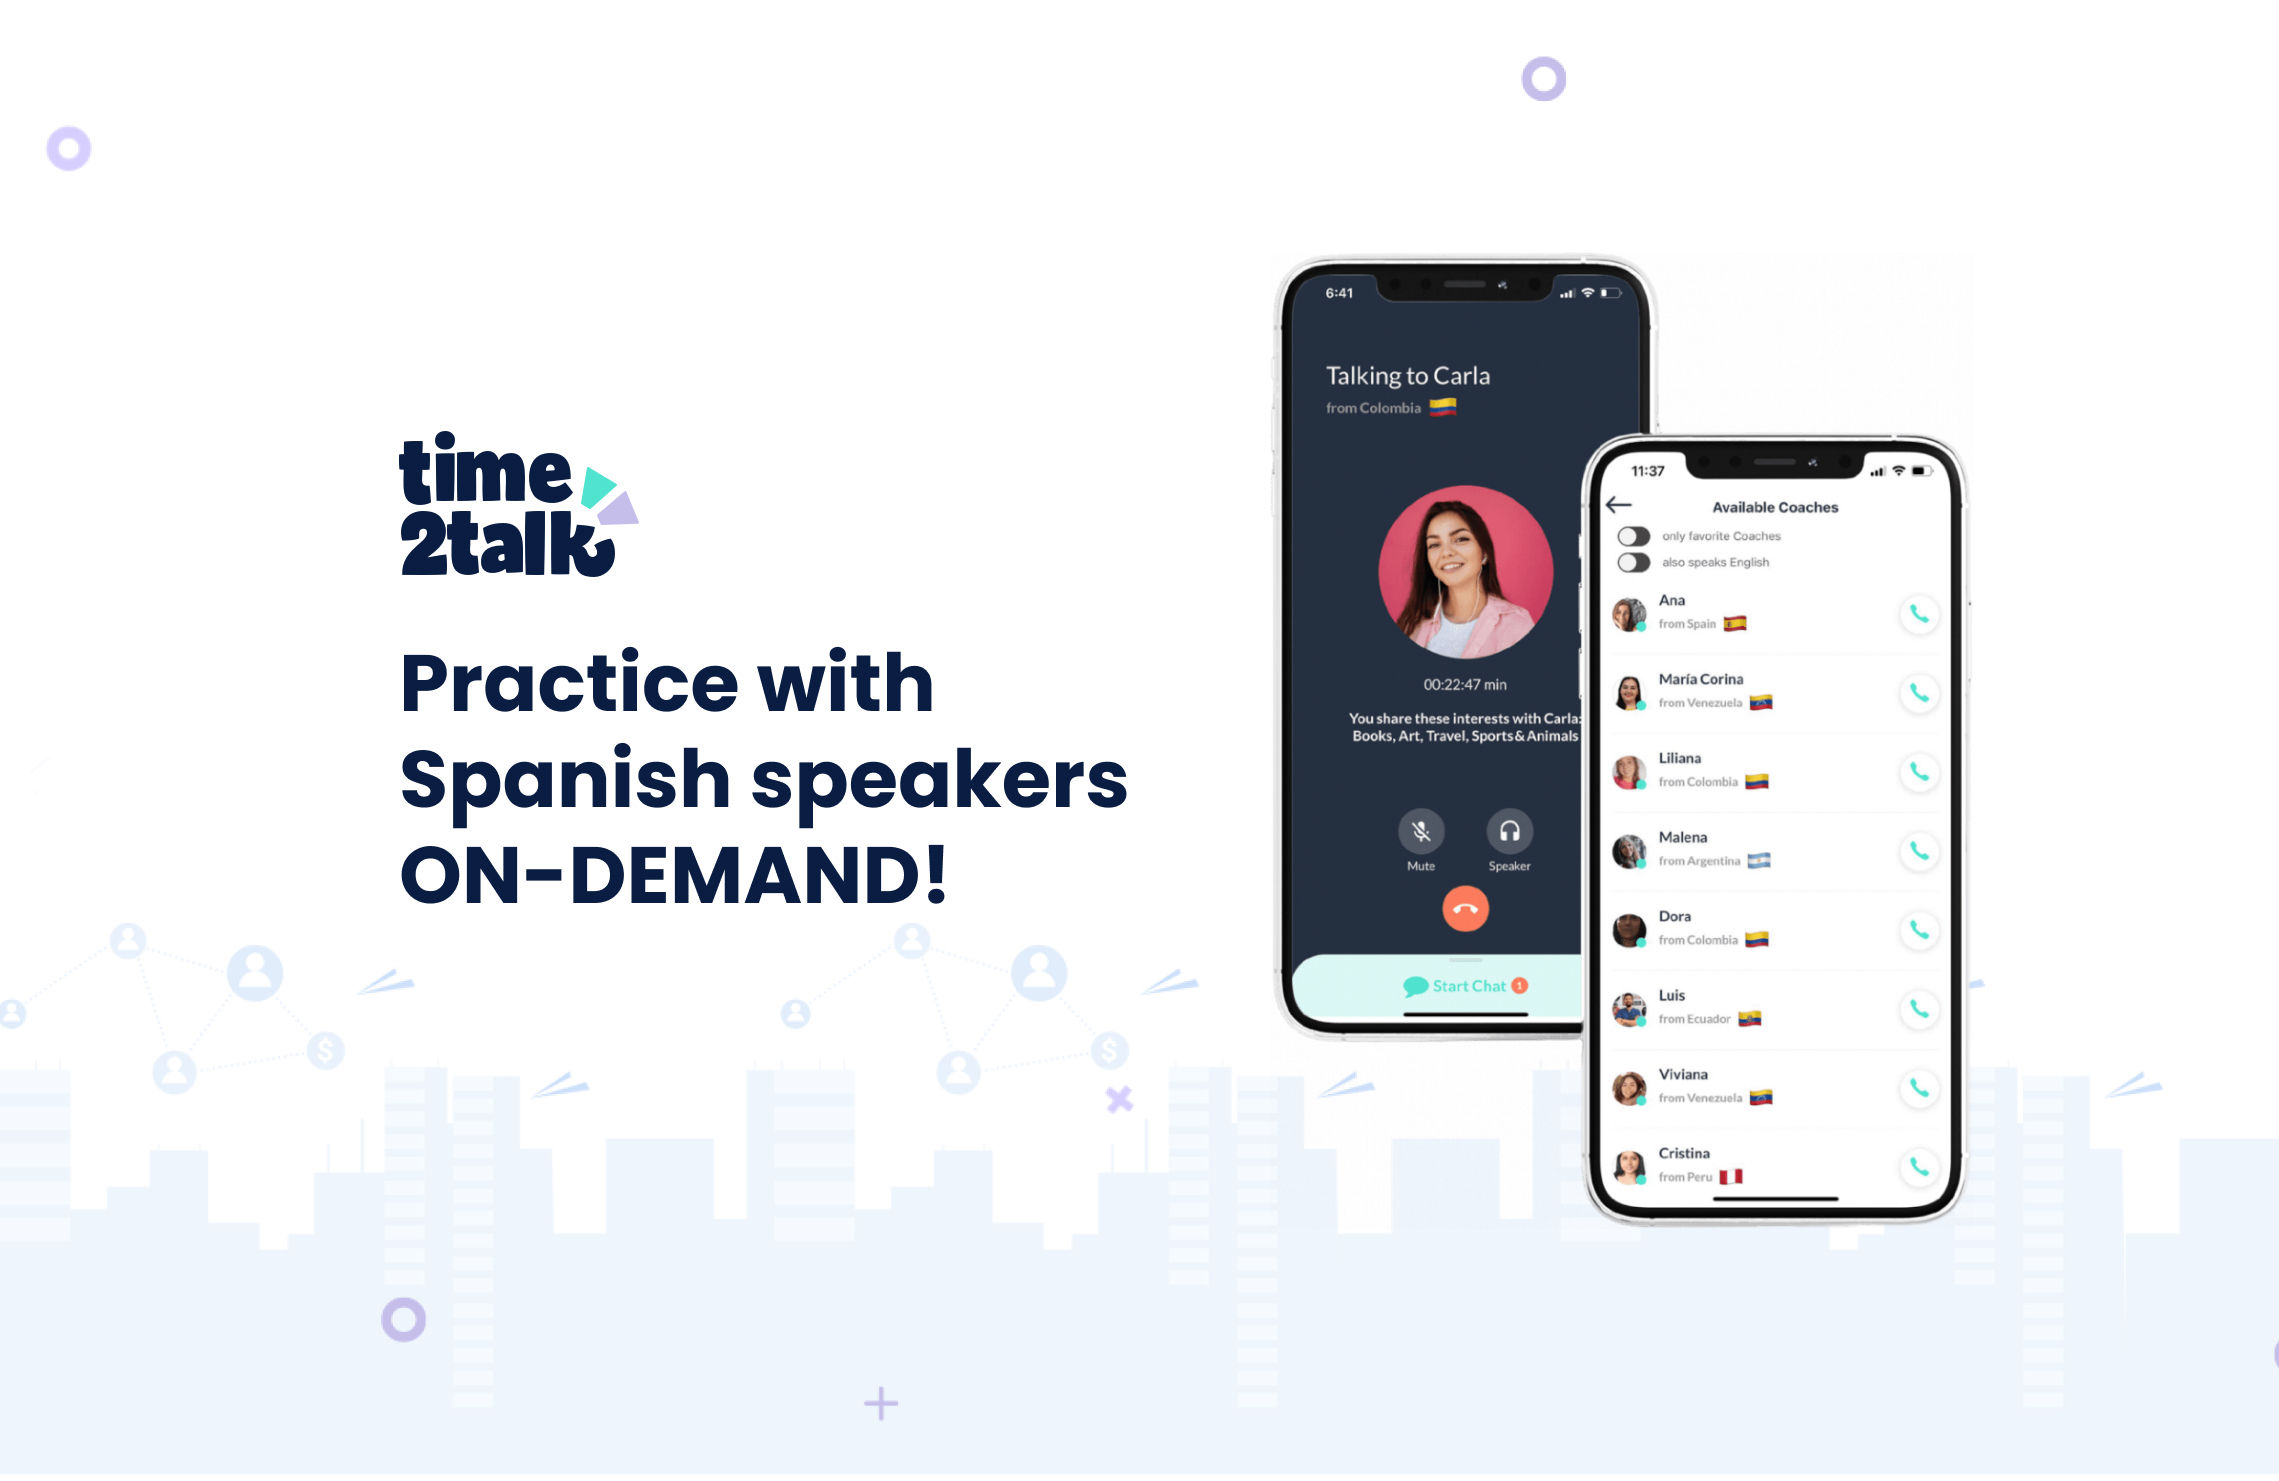 time
2talk
Practice with
Spanish speakers
ON-DEMAND!
6:41
Talking to Carla
from Colombia
00:22:47 min
You share these interests with Carla:
Books, Art, Travel, Sports & Animals
Mute
Speaker
Start Chat 1
11:37
Available Coaches
only favorite Coaches
also speaks English
Ana
from Spain
María Corina
from Venezuela
Liliana
from Colombia
Malena
from Argentina
Dora
from Colombia
Luis
from Ecuador
Viviana
from Venezuela
Cristina
from Peru
$
$